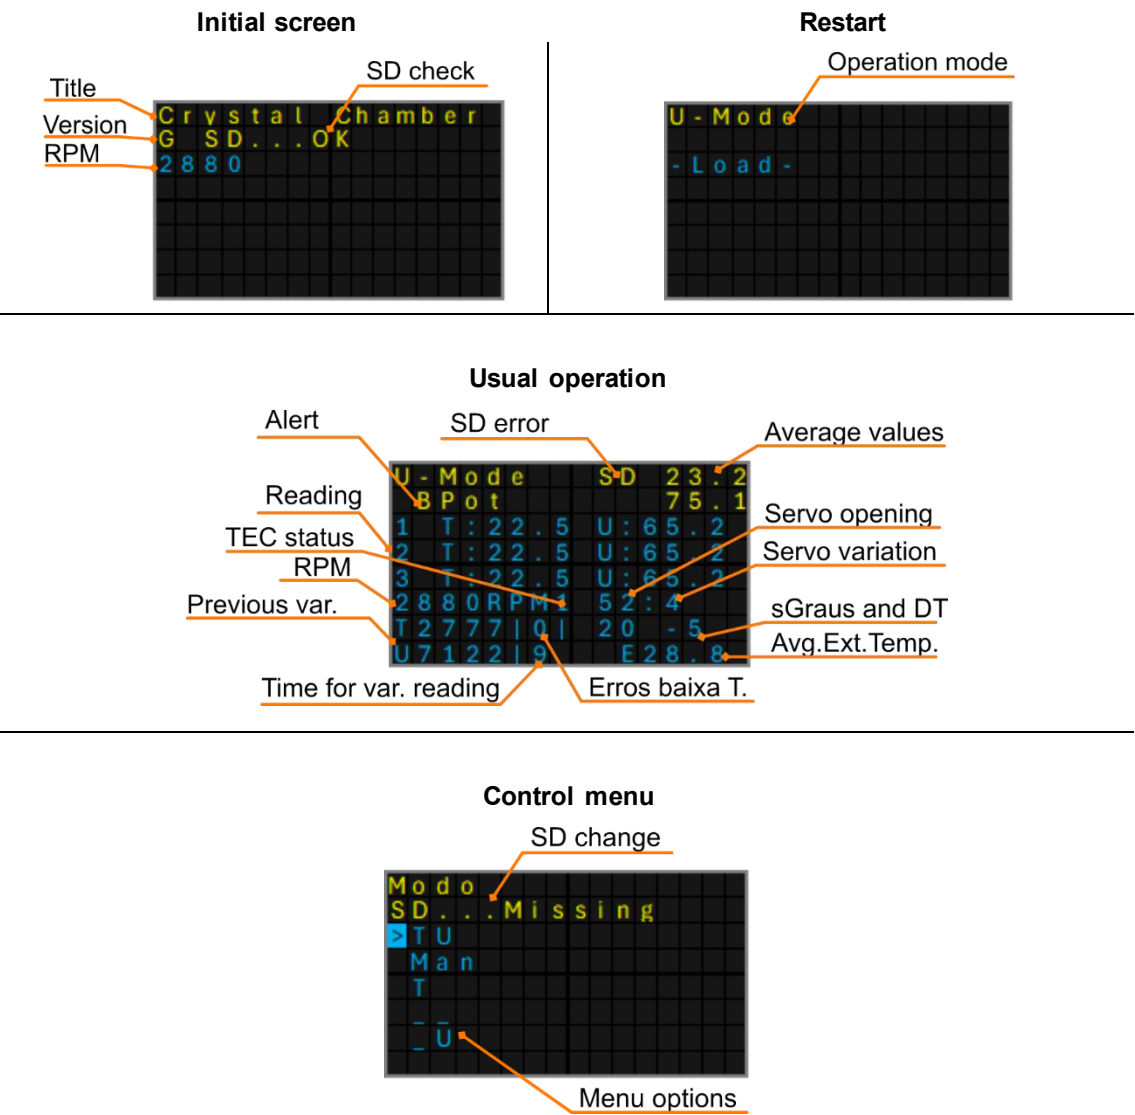 Initial screen
Restart
Title
SD check
Version
RPM
Crystal Chamber
G SD...OK
2880
Operation mode
U-Mode
-Load-
Usual operation
Alert
SD error
Average values
Reading
TEC status
RPM
Previous var.
U-Mode SD 23.2
BPot 75.1
1 T:22.5 U:65.2
2 T:22.5 U:65.2
3 T:22.5 U:65.2
2880RPM1 52:4
T2777|0| 20 -5
U7122|9 E28.8
Servo opening
Servo variation
sGraus and DT
Avg.Ext.Temp.
Time for var. reading
Erros baixa T.
Control menu
SD change
Modo
SD...Missing
>TU
Man
T
_ _
_U
Menu options